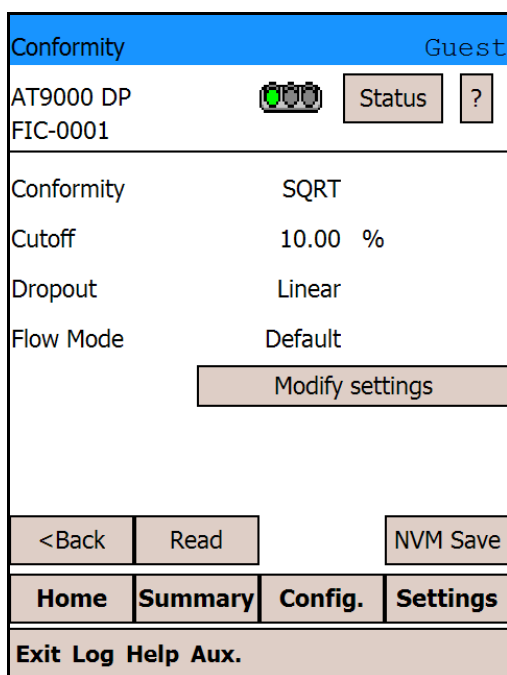 Conformity Guest
AT9000 DP Status ?
FIC-0001
Conformity SQRT
Cutoff 10.00 %
Dropout Linear
Flow Mode Default
Modify settings
<Back Read NVM Save
Home Summary Config. Settings
Exit Log Help Aux.